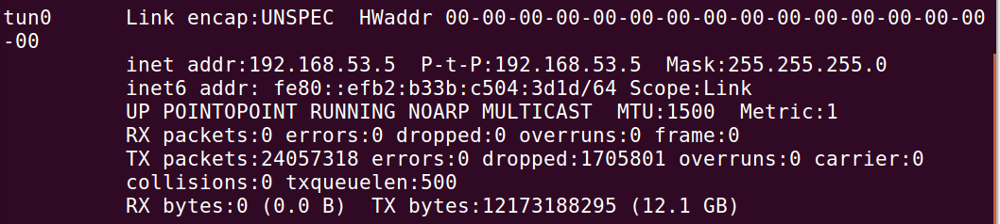 tun0      Link encap:UNSPEC  HWaddr 00-00-00-00-00-00-00-00-00-00-00-00-00-00-00
-00
          inet addr:192.168.53.5  P-t-P:192.168.53.5  Mask:255.255.255.0
          inet6 addr: fe80::efb2:b33b:c504:3d1d/64 Scope:Link
          UP POINTOPOINT RUNNING NOARP MULTICAST  MTU:1500  Metric:1
          RX packets:0 errors:0 dropped:0 overruns:0 frame:0
          TX packets:24057318 errors:0 dropped:1705801 overruns:0 carrier:0
          collisions:0 txqueuelen:500
          RX bytes:0 (0.0 B)  TX bytes:12173188295 (12.1 GB)